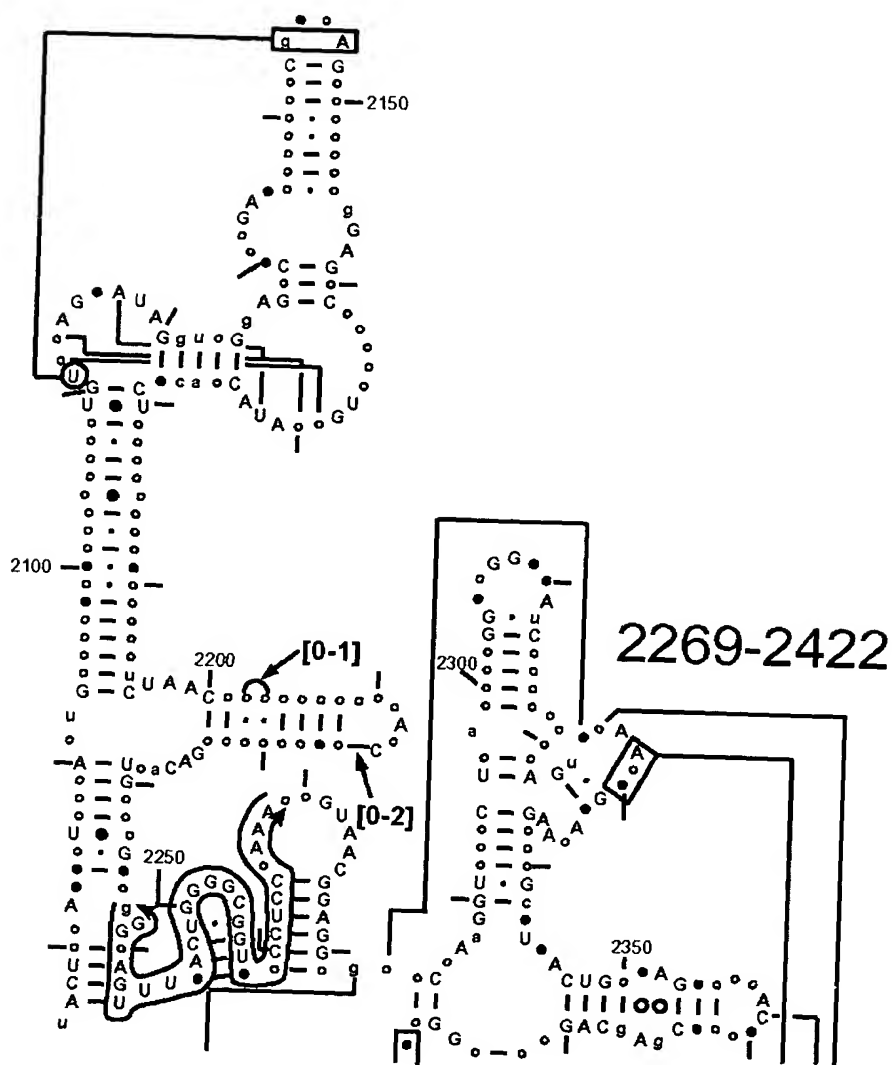 g A
C G
2150
A G
g G A G
C
G A g
C
A G A U A
G g u o G
U
G C
U U
c a o C
A U A
G U
2100
2200
[0-1]
G
u
C U A A C
A C
[0-2]
G A C a o u G
A U A
G
g G G A G U
U U U
2250
A C U G G G G C G G U
C C U C C
A A A
G U A A C
G G A G G
g
A C U U A
u
2269-2422
G G
A
u C
G G
2300
a
U
C
U G G
a A C G G
A
u G
G A A A
A A
G
G C U
A C U G
2350
A G
A C
G A C g A g C